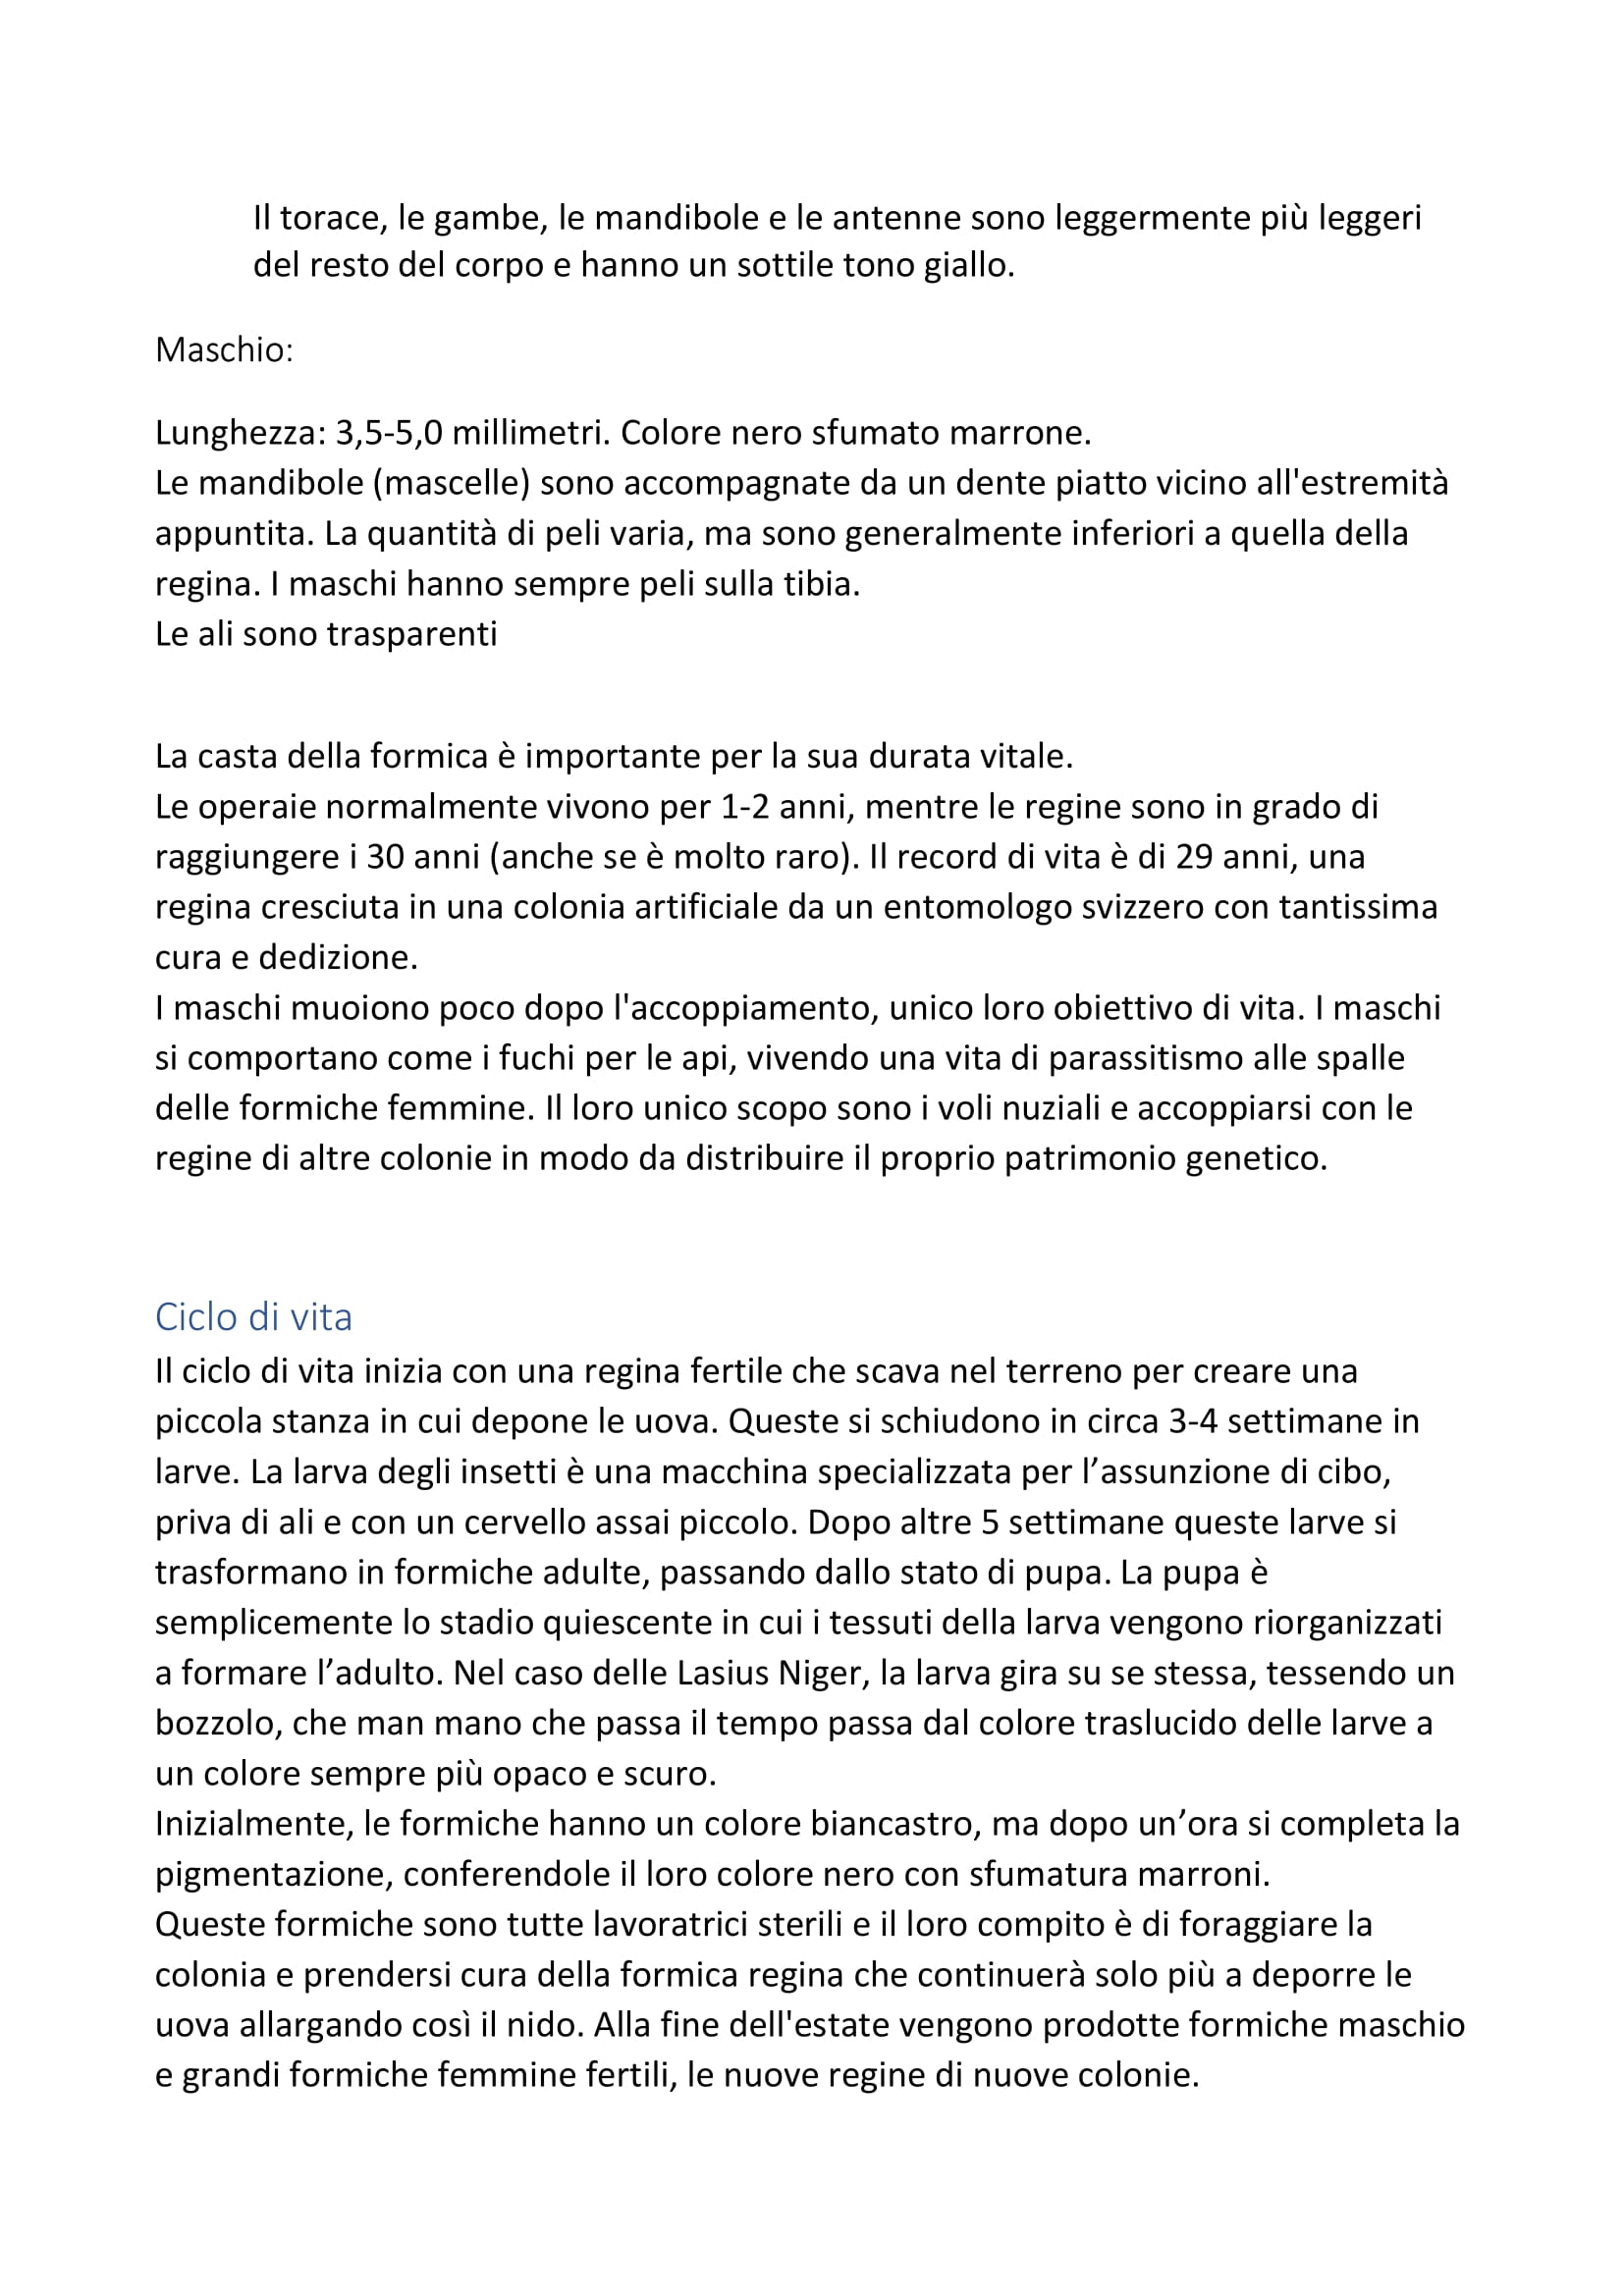 Il torace, le gambe, le mandibole e le antenne sono leggermente più leggeri
del resto del corpo e hanno un sottile tono giallo.
Maschio:
Lunghezza: 3,5-5,0 millimetri. Colore nero sfumato marrone.
Le mandibole (mascelle) sono accompagnate da un dente piatto vicino all'estremità
appuntita. La quantità di peli varia, ma sono generalmente inferiori a quella della
regina. I maschi hanno sempre peli sulla tibia.
Le ali sono trasparenti
La casta della formica è importante per la sua durata vitale.
Le operaie normalmente vivono per 1-2 anni, mentre le regine sono in grado di
raggiungere i 30 anni (anche se è molto raro). Il record di vita è di 29 anni, una
regina cresciuta in una colonia artificiale da un entomologo svizzero con tantissima
cura e dedizione.
I maschi muoiono poco dopo l'accoppiamento, unico loro obiettivo di vita. I maschi
si comportano come i fuchi per le api, vivendo una vita di parassitismo alle spalle
delle formiche femmine. Il loro unico scopo sono i voli nuziali e accoppiarsi con le
regine di altre colonie in modo da distribuire il proprio patrimonio genetico.
Ciclo di vita
Il ciclo di vita inizia con una regina fertile che scava nel terreno per creare una
piccola stanza in cui depone le uova. Queste si schiudono in circa 3-4 settimane in
larve. La larva degli insetti è una macchina specializzata per l’assunzione di cibo,
priva di ali e con un cervello assai piccolo. Dopo altre 5 settimane queste larve si
trasformano in formiche adulte, passando dallo stato di pupa. La pupa è
semplicemente lo stadio quiescente in cui i tessuti della larva vengono riorganizzati
a formare l’adulto. Nel caso delle Lasius Niger, la larva gira su se stessa, tessendo un
bozzolo, che man mano che passa il tempo passa dal colore traslucido delle larve a
un colore sempre più opaco e scuro.
Inizialmente, le formiche hanno un colore biancastro, ma dopo un’ora si completa la
pigmentazione, conferendole il loro colore nero con sfumatura marroni.
Queste formiche sono tutte lavoratrici sterili e il loro compito è di foraggiare la
colonia e prendersi cura della formica regina che continuerà solo più a deporre le
uova allargando così il nido. Alla fine dell'estate vengono prodotte formiche maschio
e grandi formiche femmine fertili, le nuove regine di nuove colonie.